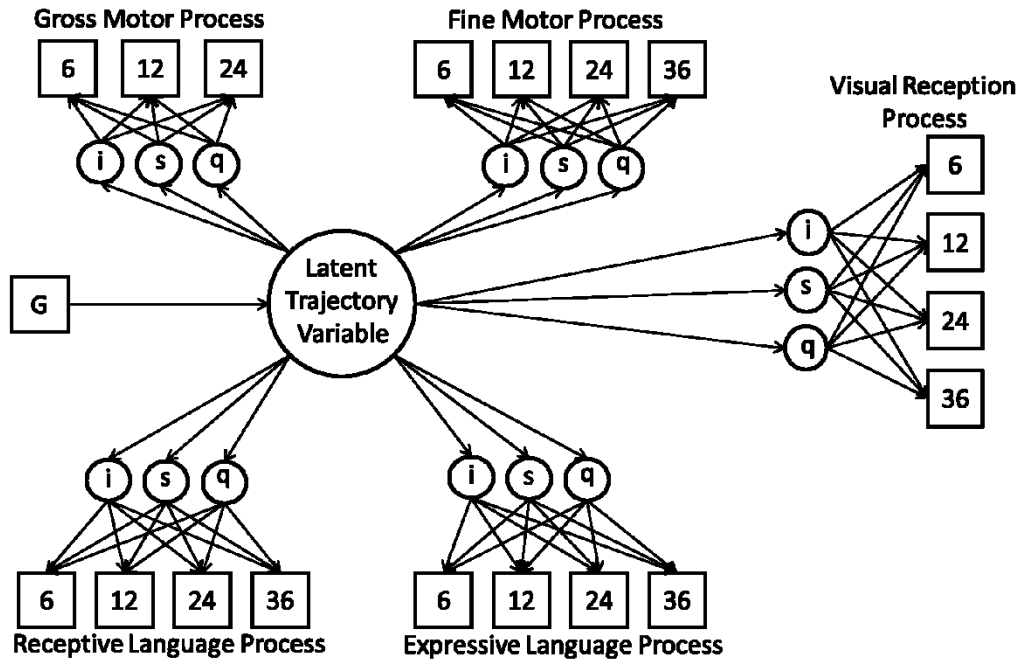 Gross Motor Process
6 12 24
i s q
Fine Motor Process
6 12 24 36
i s q
Visual Reception
Process
6
12
24
36
i
s
q
G
Latent
Trajectory
Variable
i s q
6 12 24 36
Receptive Language Process
i s q
6 12 24 36
Expressive Language Process